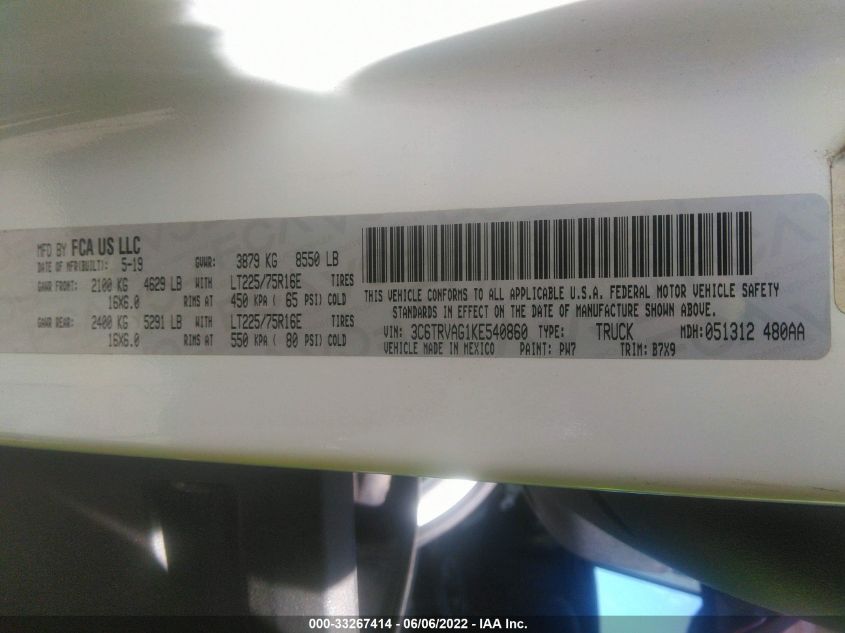 MFD BY FCA US LLC
DATE OF MFR(BUILT): 5-19 GVWR: 3879 KG 8550 LB
GAWR FRONT: 2100 KG 4629 LB WITH LT225/75R16E TIRES
16X6.0 RIMS AT 450 KPA ( 65 PSI) COLD
GAWR REAR: 2400 KG 5291 LB WITH LT225/75R16E TIRES
16X6.0 RIMS AT 550 KPA ( 80 PSI) COLD
THIS VEHICLE CONFORMS TO ALL APPLICABLE U.S.A. FEDERAL MOTOR VEHICLE SAFETY
STANDARDS IN EFFECT ON THE DATE OF MANUFACTURE SHOWN ABOVE.
VIN: 3C6TRVAG1KE540860 TYPE: TRUCK MDH: 051312 480AA
VEHICLE MADE IN MEXICO PAINT: PW7 TRIM: B7X9
000-33267414 - 06/06/2022 - IAA Inc.